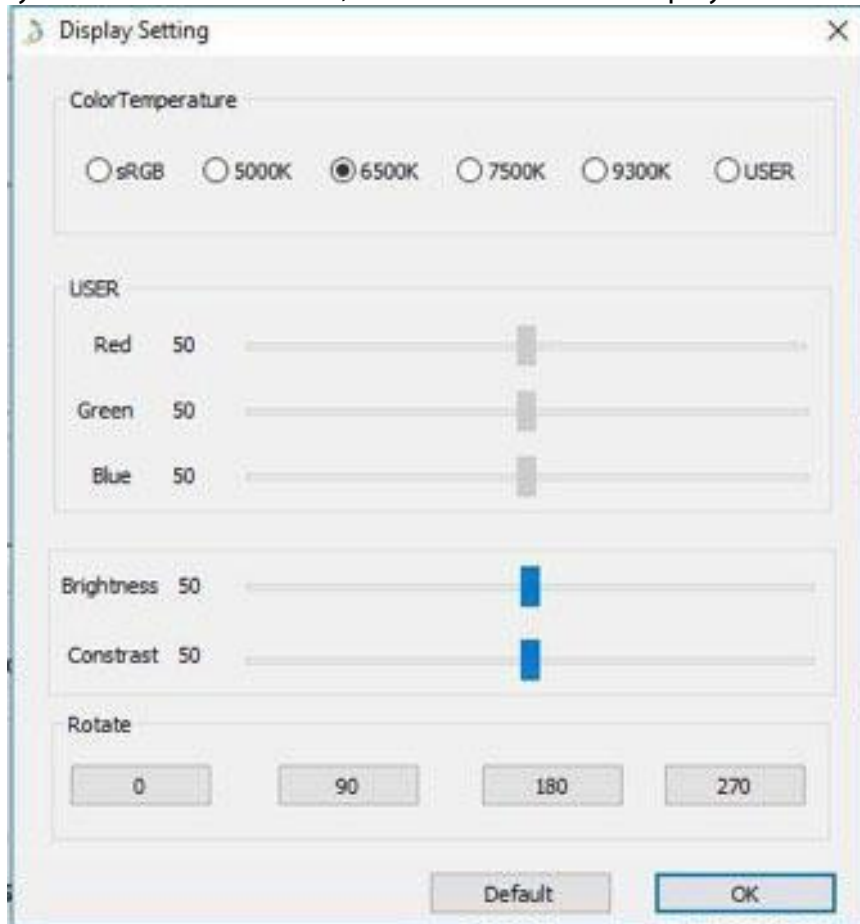 Display Setting
ColorTemperature
sRGB 5000K 6500K 7500K 9300K USER
USER
Red 50
Green 50
Blue 50
Brightness 50
Constrast 50
Rotate
0 90 180 270
Default OK